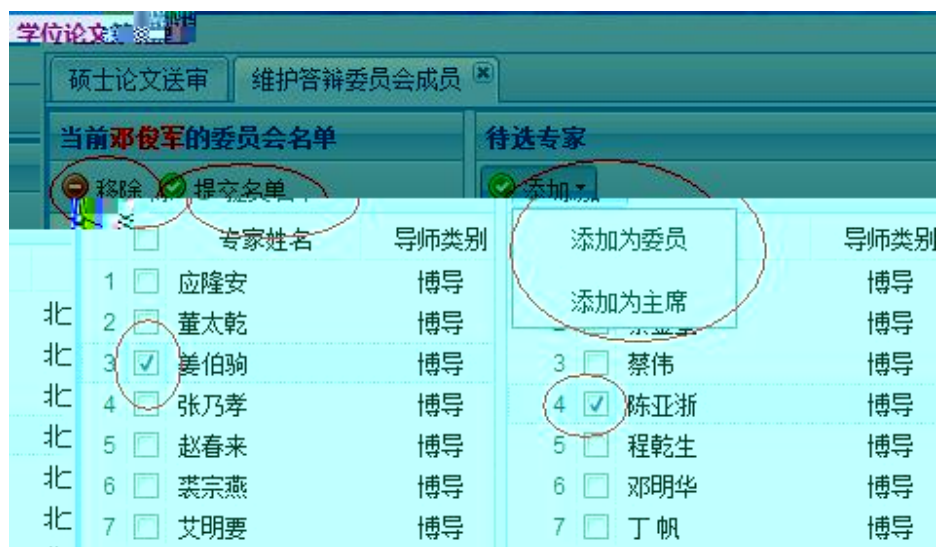 学位论文
硕士论文送审 维护答辩委员会成员
当前邓俊军的委员会名单 待选专家
移除 提交名单 添加
专家姓名 导师类别 添加为委员 导师类别
1 应隆安 博导 博导
添加为主席
北 2 董太乾 博导 博导
北 3 姜伯驹 博导 3 蔡伟 博导
北 4 张乃孝 博导 4 陈亚浙 博导
北 5 赵春来 博导 5 程乾生 博导
北 6 裘宗燕 博导 6 邓明华 博导
北 7 艾明要 博导 7 丁帆 博导